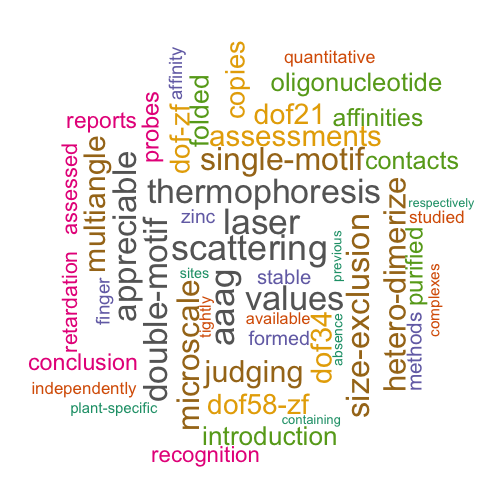 quantitative
affinity
copies
oligonucleotide
folded
probes
dof-zf
dof21
affinities
reports
assessments
assessed
multiangle
single-motif
contacts
appreciable
thermophoresis
hetero-dimerize
respectively
zinc
laser
studied
double-motif
scattering
size-exclusion
previous
purified
retardation
finger
sites
stable
aaag
values
complexes
microscale
tightly
available
dof34
absence
methods
formed
conclusion
judging
independently
plant-specific
dof58-zf
containing
introduction
recognition